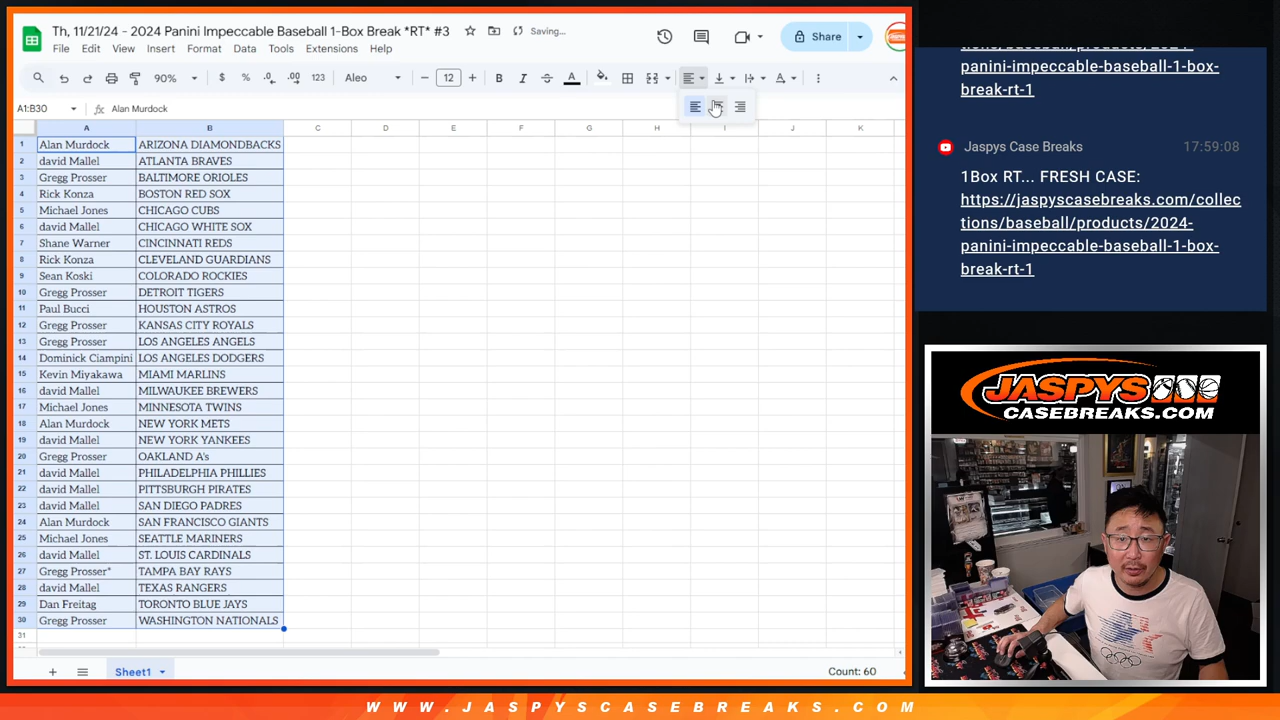 Th, 11/21/24 - 2024 Panini Impeccable Baseball 1-Box Break *RT* #3
Saving...
File Edit View Insert Format Data Tools Extensions Help
Share
90% $ % .0 .00 123 Aleo 12 B I S A
A1:B30 fx Alan Murdock
A B C D E F G H I J K
1 Alan Murdock ARIZONA DIAMONDBACKS
2 david Mallel ATLANTA BRAVES
3 Gregg Prosser BALTIMORE ORIOLES
4 Rick Konza BOSTON RED SOX
5 Michael Jones CHICAGO CUBS
6 david Mallel CHICAGO WHITE SOX
7 Shane Warner CINCINNATI REDS
8 Rick Konza CLEVELAND GUARDIANS
9 Sean Koski COLORADO ROCKIES
10 Gregg Prosser DETROIT TIGERS
11 Paul Bucci HOUSTON ASTROS
12 Gregg Prosser KANSAS CITY ROYALS
13 Gregg Prosser LOS ANGELES ANGELS
14 Dominick Ciampini LOS ANGELES DODGERS
15 Kevin Miyakawa MIAMI MARLINS
16 david Mallel MILWAUKEE BREWERS
17 Michael Jones MINNESOTA TWINS
18 Alan Murdock NEW YORK METS
19 david Mallel NEW YORK YANKEES
20 Gregg Prosser OAKLAND A's
21 david Mallel PHILADELPHIA PHILLIES
22 david Mallel PITTSBURGH PIRATES
23 david Mallel SAN DIEGO PADRES
24 Alan Murdock SAN FRANCISCO GIANTS
25 Michael Jones SEATTLE MARINERS
26 david Mallel ST. LOUIS CARDINALS
27 Gregg Prosser* TAMPA BAY RAYS
28 david Mallel TEXAS RANGERS
29 Dan Freitag TORONTO BLUE JAYS
30 Gregg Prosser WASHINGTON NATIONALS
31
Sheet1
Count: 60
panini-impeccable-baseball-1-box-
break-rt-1
Jaspys Case Breaks 17:59:08
1Box RT... FRESH CASE:
https://jaspyscasebreaks.com/collec
tions/baseball/products/2024-
panini-impeccable-baseball-1-box-
break-rt-1
JASPYS
CASEBREAKS.COM
WWW.JASPYSCASEBREAKS.COM